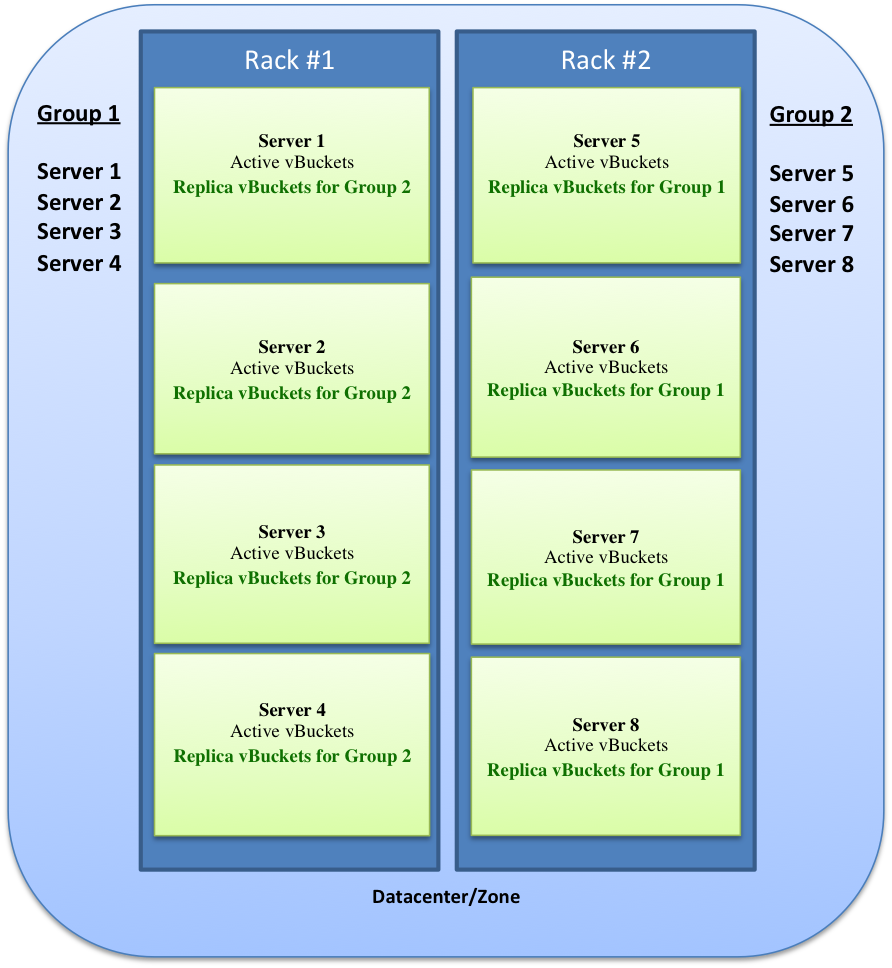 Rack #1
Rack #2
Group 1
Server 1
Server 2
Server 3
Server 4
Server 1
Active vBuckets
Replica vBuckets for Group 2
Server 2
Active vBuckets
Replica vBuckets for Group 2
Server 3
Active vBuckets
Replica vBuckets for Group 2
Server 4
Active vBuckets
Replica vBuckets for Group 2
Server 5
Active vBuckets
Replica vBuckets for Group 1
Server 6
Active vBuckets
Replica vBuckets for Group 1
Server 7
Active vBuckets
Replica vBuckets for Group 1
Server 8
Active vBuckets
Replica vBuckets for Group 1
Group 2
Server 5
Server 6
Server 7
Server 8
Datacenter/Zone